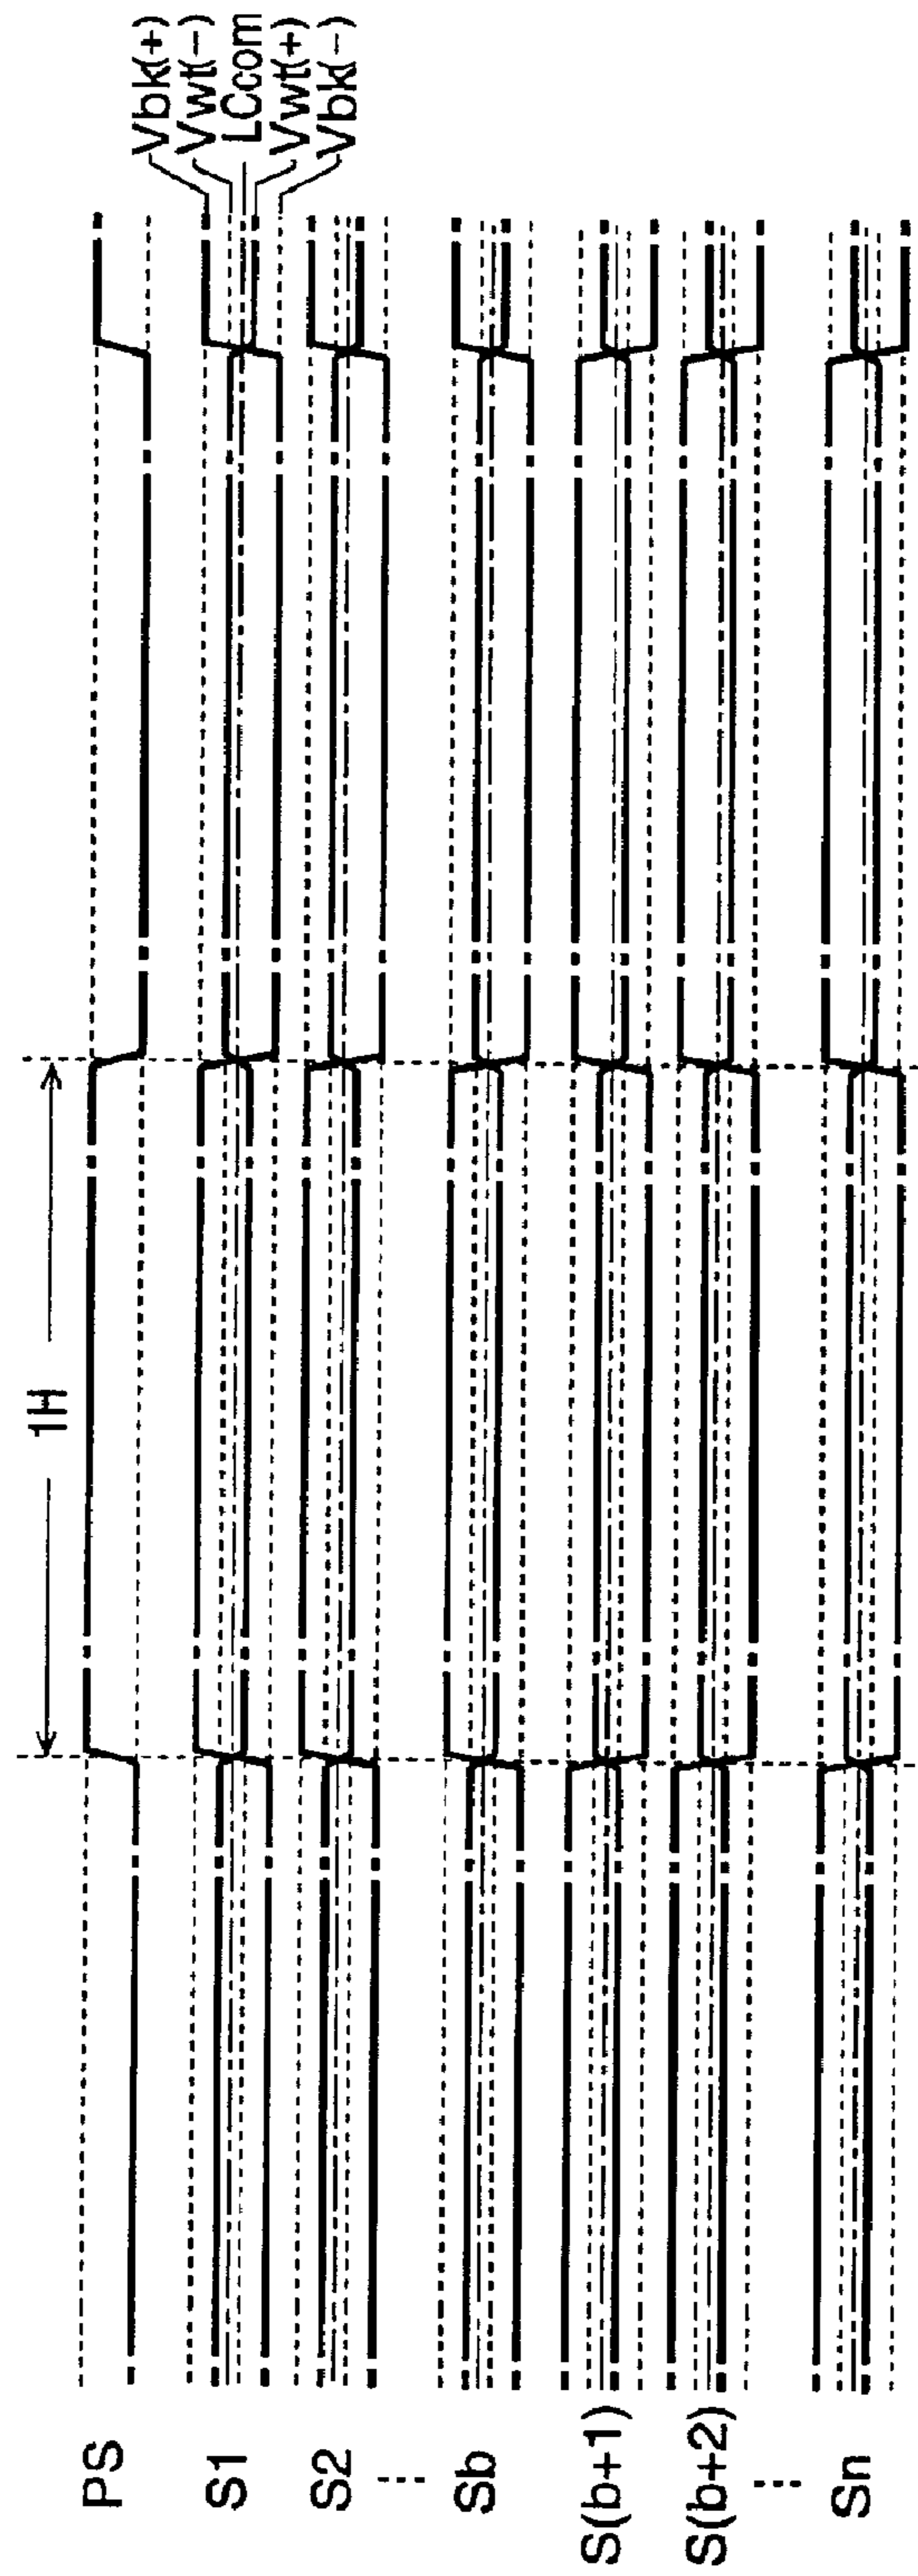 1H
Vbk(+)
Vwt(-)
LCcom
Vwt(+)
Vbk(-)
PS
S1
S2
Sb
S(b+1)
S(b+2)
Sn